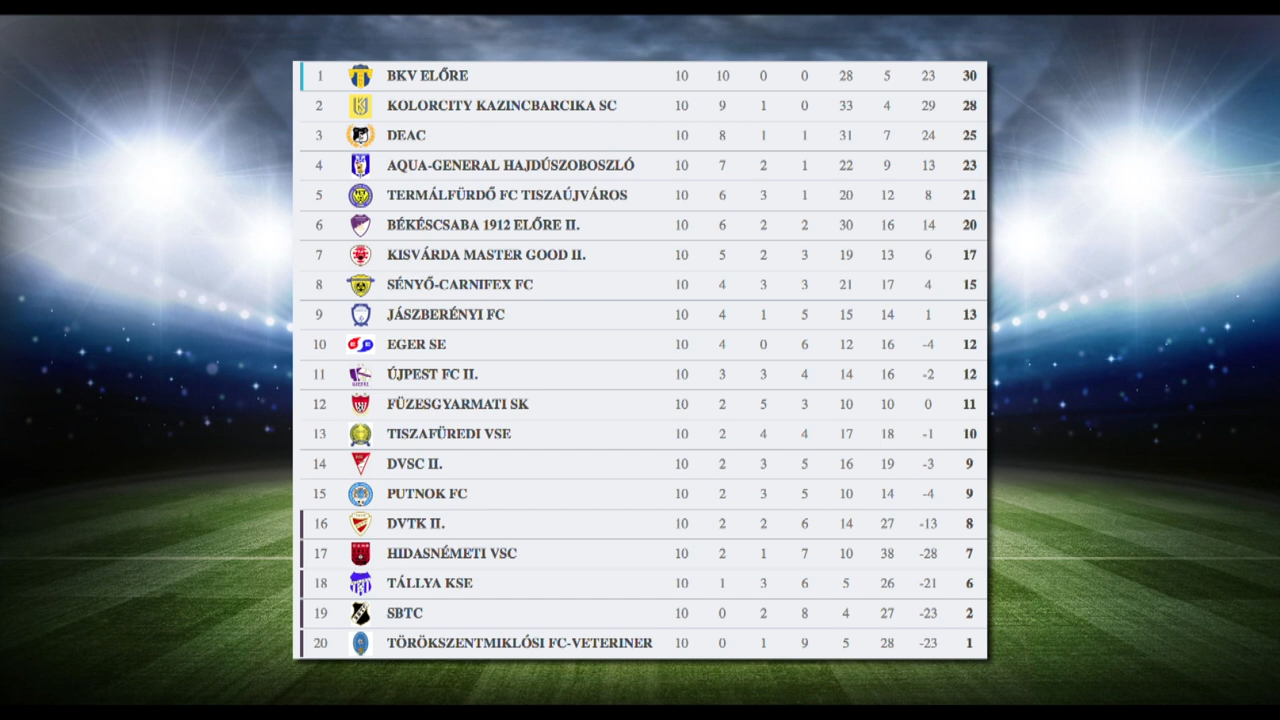 1 BKV ELŐRE 10 10 0 0 28 5 23 30
2 KOLORCITY KAZINCBARCIKA SC 10 9 1 0 33 4 29 28
3 DEAC 10 8 1 1 31 7 24 25
4 AQUA-GENERAL HAJDÚSZOBOSZLÓ 10 7 2 1 22 9 13 23
5 TERMÁLFÜRDŐ FC TISZAÚJVÁROS 10 6 3 1 20 12 8 21
6 BÉKÉSCSABA 1912 ELŐRE II. 10 6 2 2 30 16 14 20
7 KISVÁRDA MASTER GOOD II. 10 5 2 3 19 13 6 17
8 SÉNYŐ-CARNIFEX FC 10 4 3 3 21 17 4 15
9 JÁSZBERÉNYI FC 10 4 1 5 15 14 1 13
10 EGER SE 10 4 0 6 12 16 -4 12
11 ÚJPEST FC II. 10 3 3 4 14 16 -2 12
12 FÜZESGYARMATI SK 10 2 5 3 10 10 0 11
13 TISZAFÜREDI VSE 10 2 4 4 17 18 -1 10
14 DVSC II. 10 2 3 5 16 19 -3 9
15 PUTNOK FC 10 2 3 5 10 14 -4 9
16 DVTK II. 10 2 2 6 14 27 -13 8
17 HIDASNÉMETI VSC 10 2 1 7 10 38 -28 7
18 TÁLLYA KSE 10 1 3 6 5 26 -21 6
19 SBTC 10 0 2 8 4 27 -23 2
20 TÖRÖKSZENTMIKLÓSI FC-VETERINER 10 0 1 9 5 28 -23 1